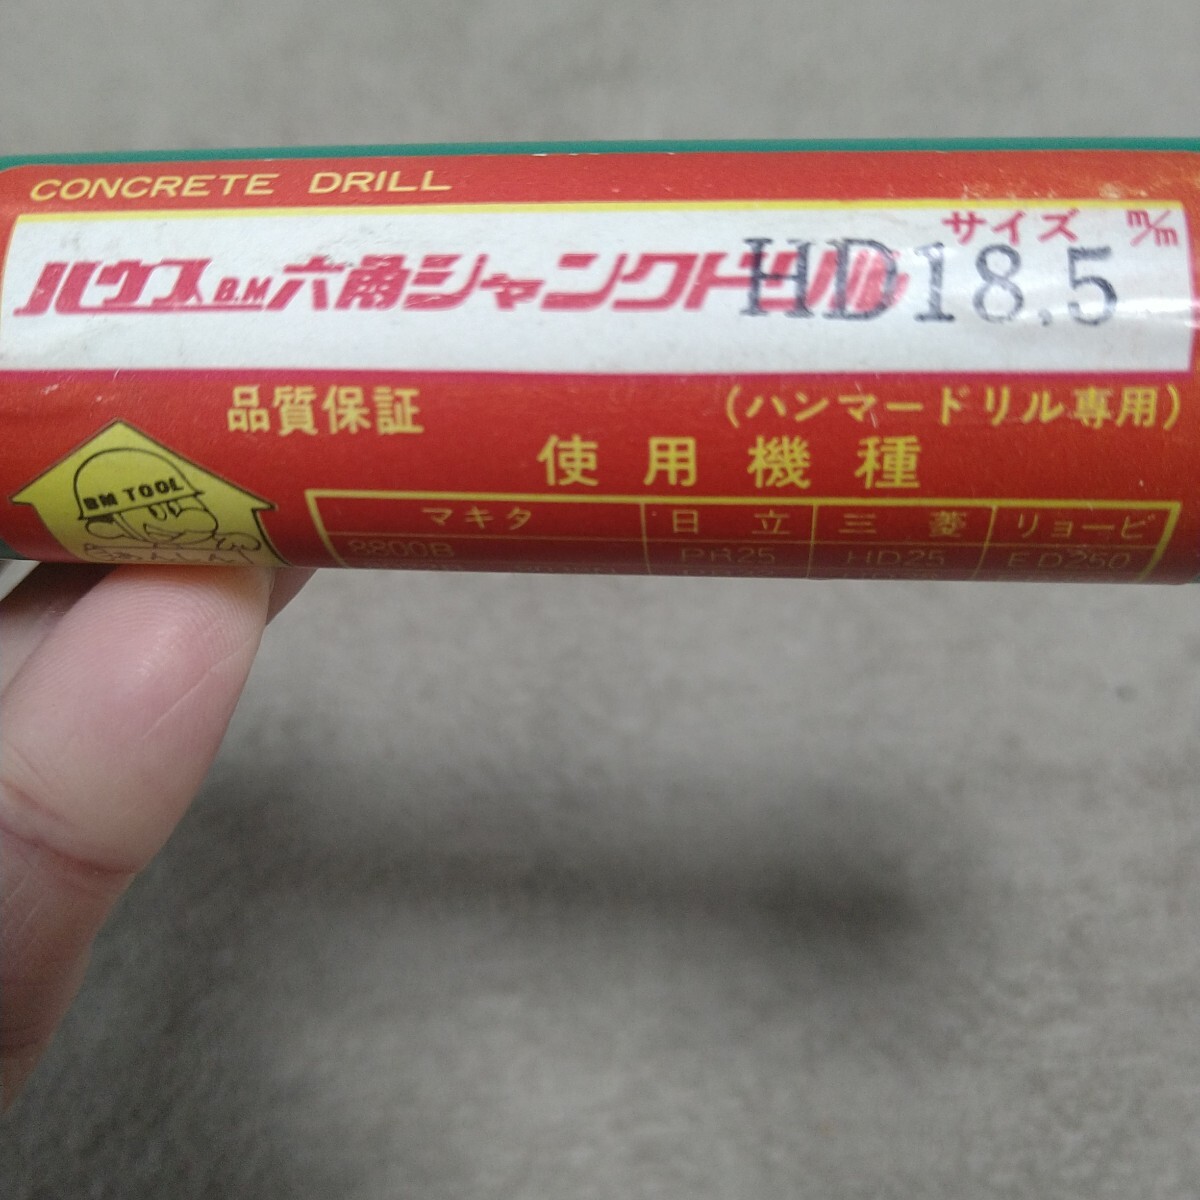 CONCRETE DRILL
サイズ m/m
ハウスB.M六角シャンクドリル HD18.5
品質保証 (ハンマードリル専用)
使用機種
BM TOOL
マキタ 日立 三菱 リョービ
8800B PR25 HD25 ED250